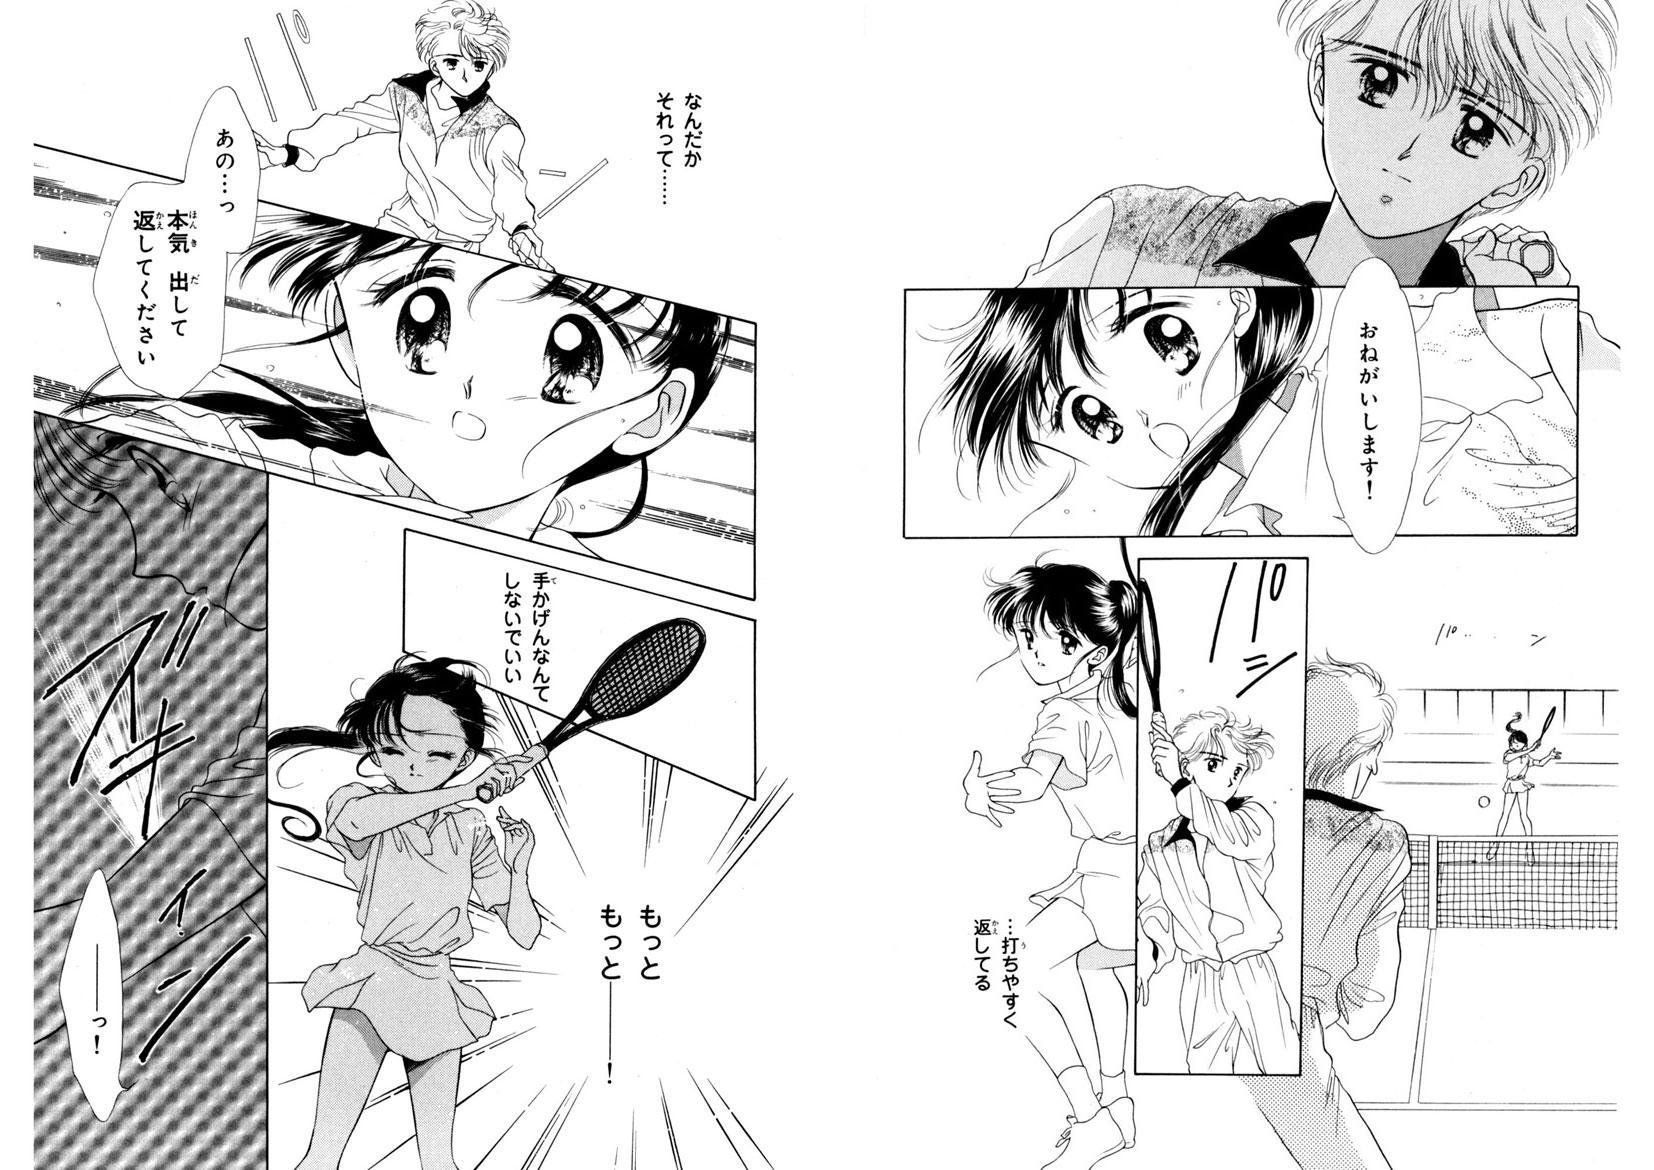 おねがいします！
パ‥‥ン
パシ
…打ちやすく
返してる
なんだか
それって……
あの…っ
本気 出して
返してください
手かげんなんて
しないでいい
もっと
もっと――！
ズキィン
――っ！